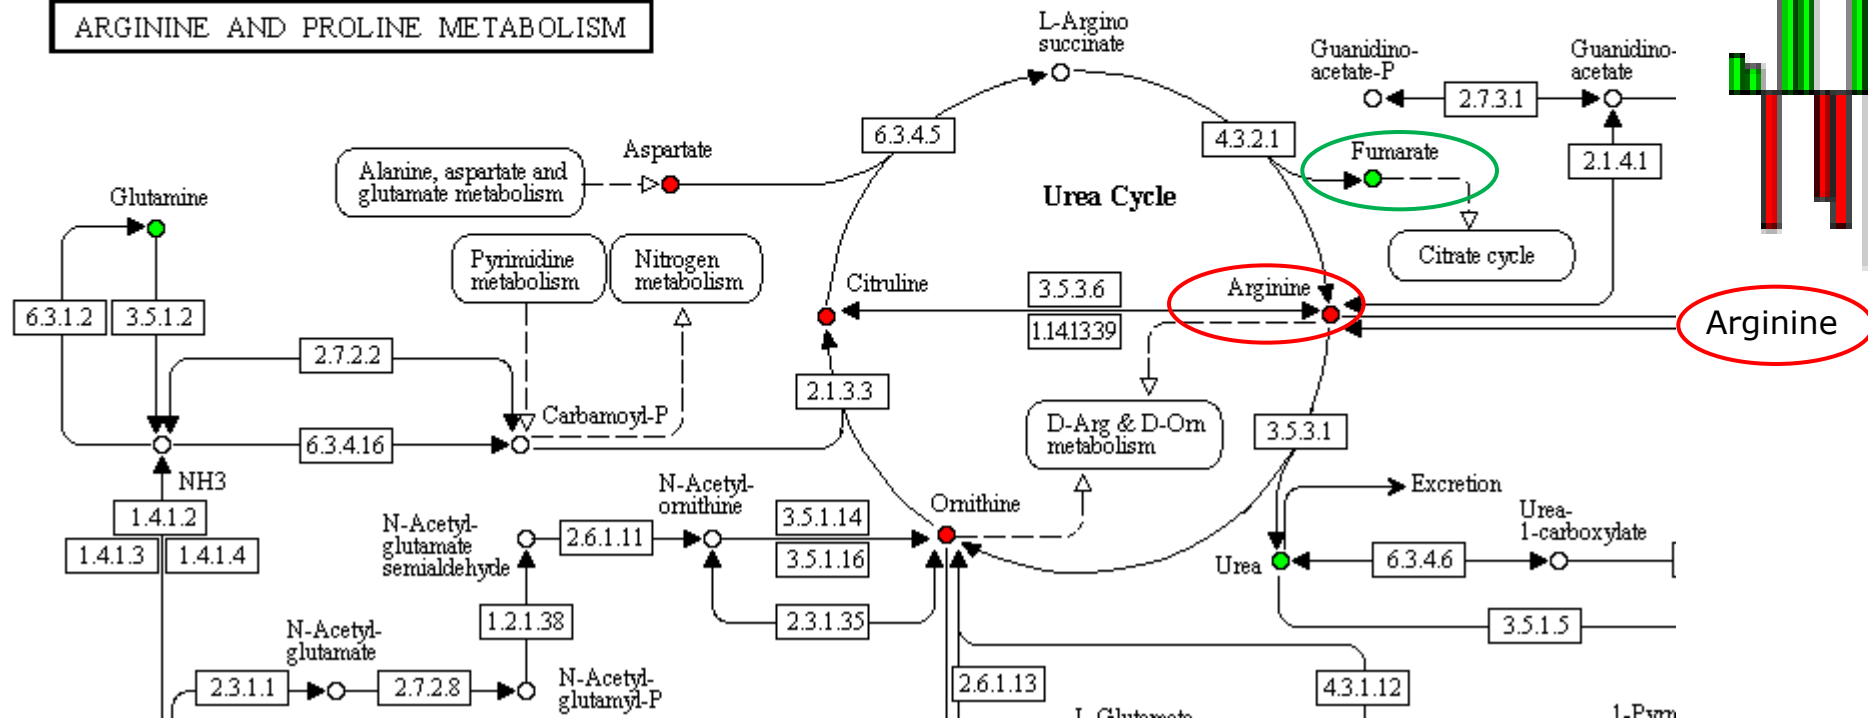 ARGININE AND PROLINE METABOLISM
L-Argino
succinate
Guanidino-
acetate-P
Guanidino-
acetate
2.7.3.1
6.3.4.5
4.3.2.1
Aspartate
Fumarate
2.1.4.1
Alanine, aspartate and
glutamate metabolism
Glutamine
Urea Cycle
Pyrimidine
metabolism
Nitrogen
metabolism
Citrate cycle
Citruline
3.5.3.6
Arginine
6.3.1.2
3.5.1.2
1.14.13.39
Arginine
2.7.2.2
2.1.3.3
Carbamoyl-P
D-Arg & D-Orn
metabolism
3.5.3.1
6.3.4.16
NH3
N-Acetyl-
ornithine
Ornithine
Excretion
1.4.1.2
3.5.1.14
Urea-
1-carboxylate
N-Acetyl-
glutamate
semialdehyde
2.6.1.11
1.4.1.3
1.4.1.4
3.5.1.16
Urea
6.3.4.6
1.2.1.38
2.3.1.35
3.5.1.5
N-Acetyl-
glutamate
2.3.1.1
2.7.2.8
N-Acetyl-
glutamyl-P
2.6.1.13
4.3.1.12
L-Glutamate